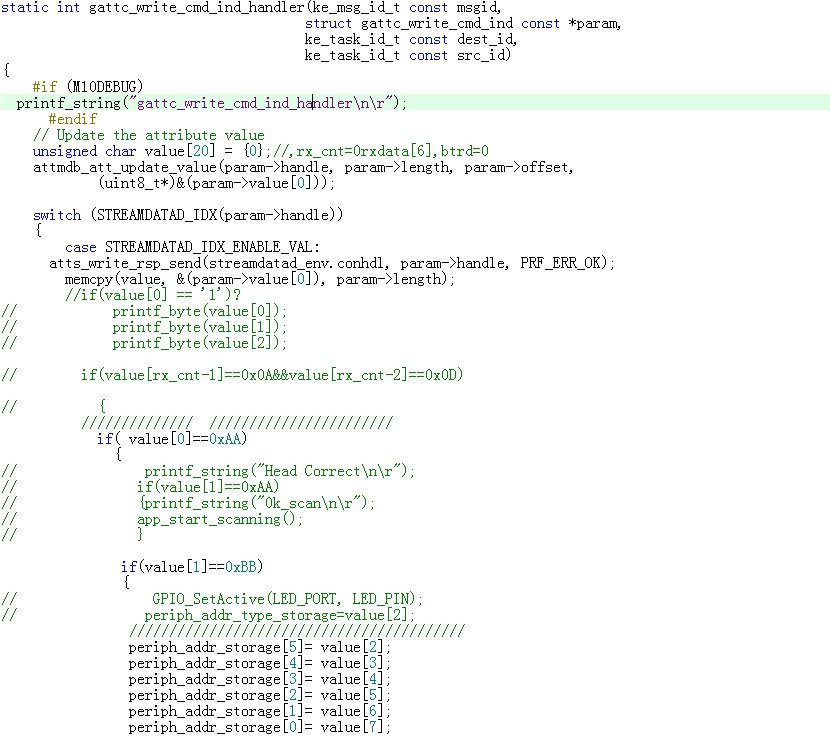 static int gattc_write_cmd_ind_handler(ke_msg_id_t const msgid,
struct gattc_write_cmd_ind const *param,
ke_task_id_t const dest_id,
ke_task_id_t const src_id)
{
#if (M10DEBUG)
printf_string("gattc_write_cmd_ind_handler\n\r");
#endif
// Update the attribute value
unsigned char value[20] = {0};//,rx_cnt=0rxdata[6],btrd=0
attmdb_att_update_value(param->handle, param->length, param->offset,
(uint8_t*)&(param->value[0]));
switch (STREAMDATAD_IDX(param->handle))
{
case STREAMDATAD_IDX_ENABLE_VAL:
atts_write_rsp_send(streamdatad_env.conhdl, param->handle, PRF_ERR_OK);
memcpy(value, &(param->value[0]), param->length);
//if(value[0] == '1')?
// printf_byte(value[0]);
// printf_byte(value[1]);
// printf_byte(value[2]);
// if(value[rx_cnt-1]==0x0A&&value[rx_cnt-2]==0x0D)
// {
////////////// ///////////////////////
if( value[0]==0xAA)
{
// printf_string("Head Correct\n\r");
// if(value[1]==0xAA)
// {printf_string("Ok_scan\n\r");
// app_start_scanning();
// }
if(value[1]==0xBB)
{
// GPIO_SetActive(LED_PORT, LED_PIN);
// periph_addr_type_storage=value[2];
//////////////////////////////////////////
periph_addr_storage[5]= value[2];
periph_addr_storage[4]= value[3];
periph_addr_storage[3]= value[4];
periph_addr_storage[2]= value[5];
periph_addr_storage[1]= value[6];
periph_addr_storage[0]= value[7];